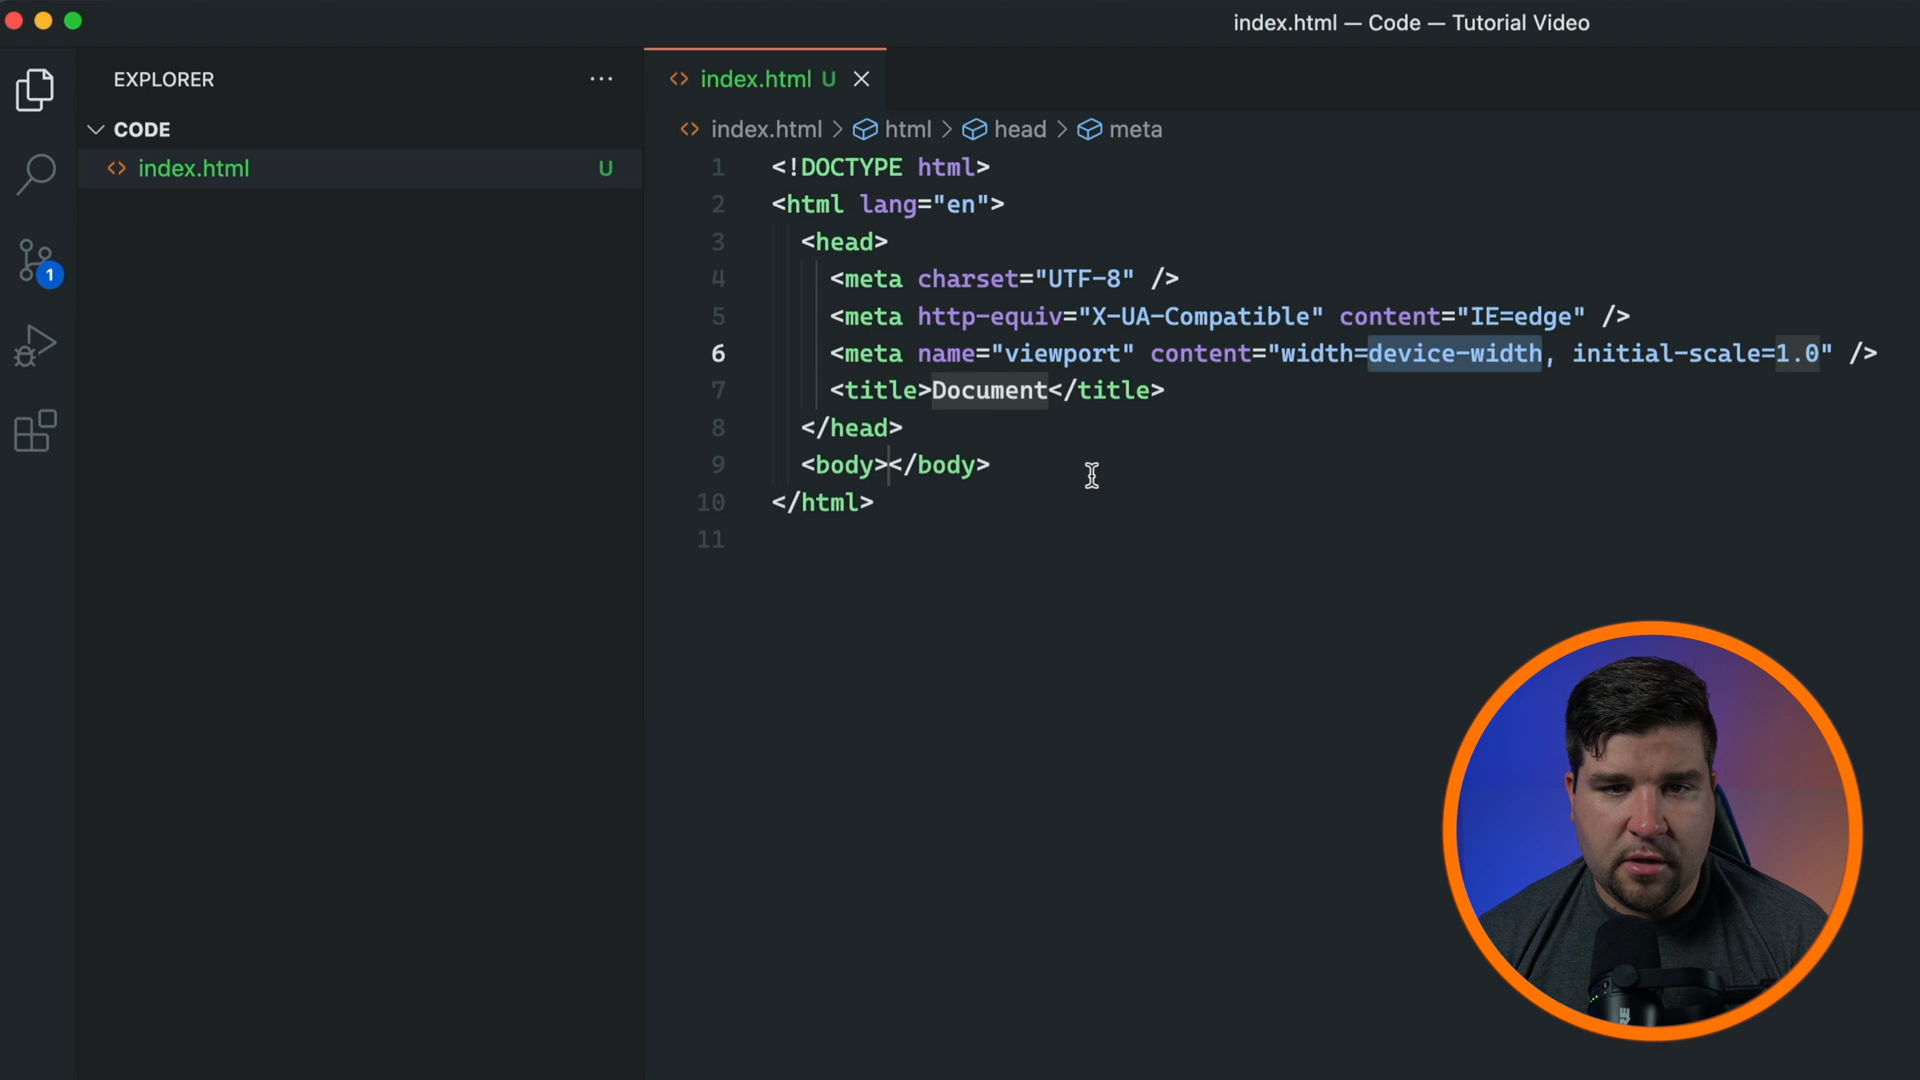 index.html — Code — Tutorial Video
EXPLORER
···
CODE
<> index.html U
1
<> index.html U ×
<> index.html > html > head > meta
1 <!DOCTYPE html>
2 <html lang="en">
3 <head>
4 <meta charset="UTF-8" />
5 <meta http-equiv="X-UA-Compatible" content="IE=edge" />
6 <meta name="viewport" content="width=device-width, initial-scale=1.0" />
7 <title>Document</title>
8 </head>
9 <body></body>
10 </html>
11